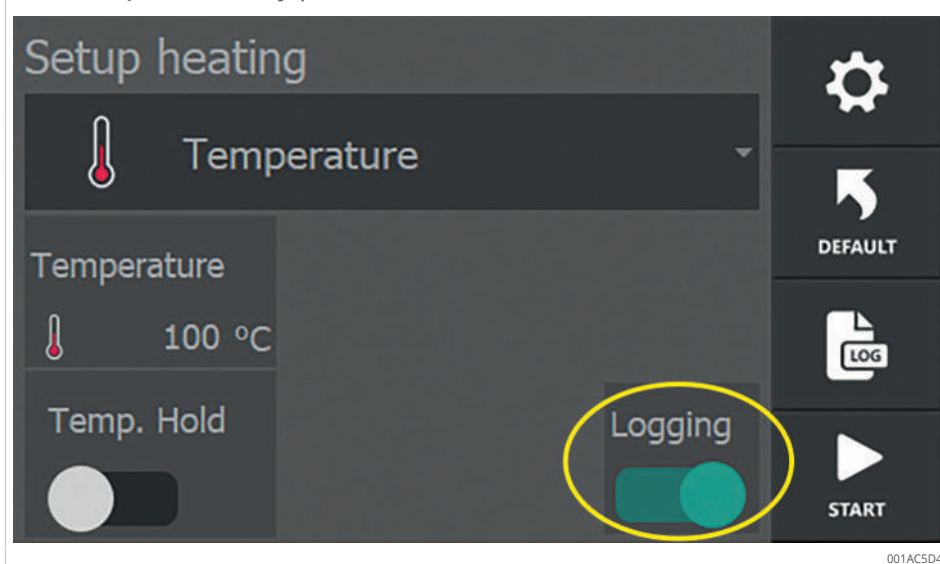 Setup heating
Temperature
DEFAULT
Temperature
100 °C
LOG
Temp. Hold
Logging
START
001AC5D4